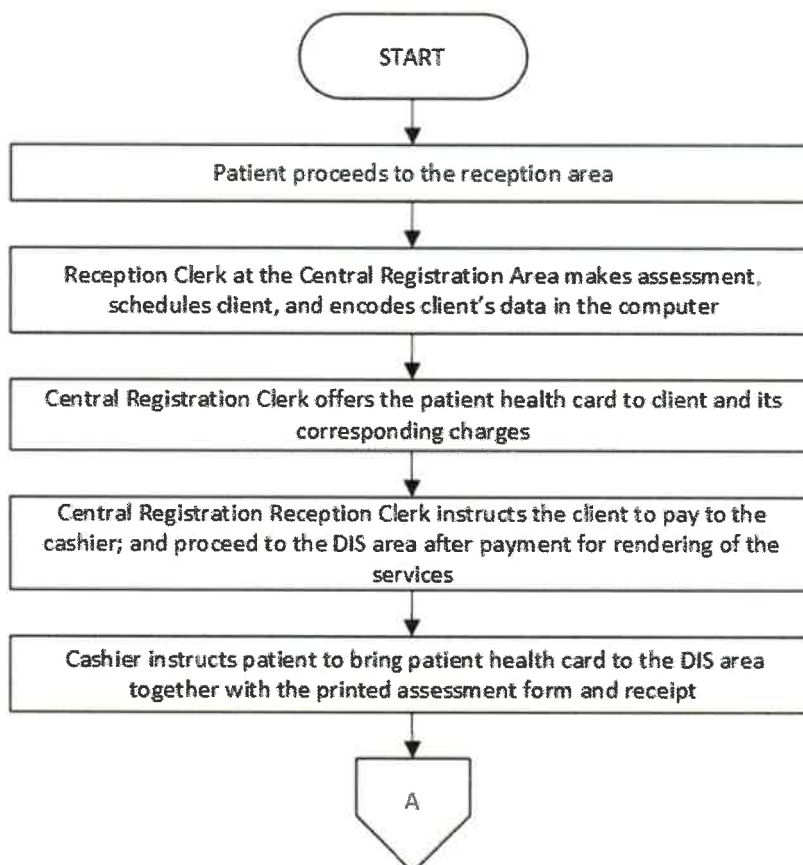 START
Patient proceeds to the reception area
Reception Clerk at the Central Registration Area makes assessment,
schedules client, and encodes client's data in the computer
Central Registration Clerk offers the patient health card to client and its
corresponding charges
Central Registration Reception Clerk instructs the client to pay to the
cashier; and proceed to the DIS area after payment for rendering of the
services
Cashier instructs patient to bring patient health card to the DIS area
together with the printed assessment form and receipt
A